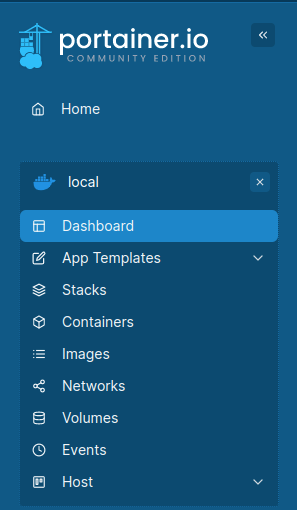 portainer.io
COMMUNITY EDITION
Home
local
Dashboard
App Templates
Stacks
Containers
Images
Networks
Volumes
Events
Host